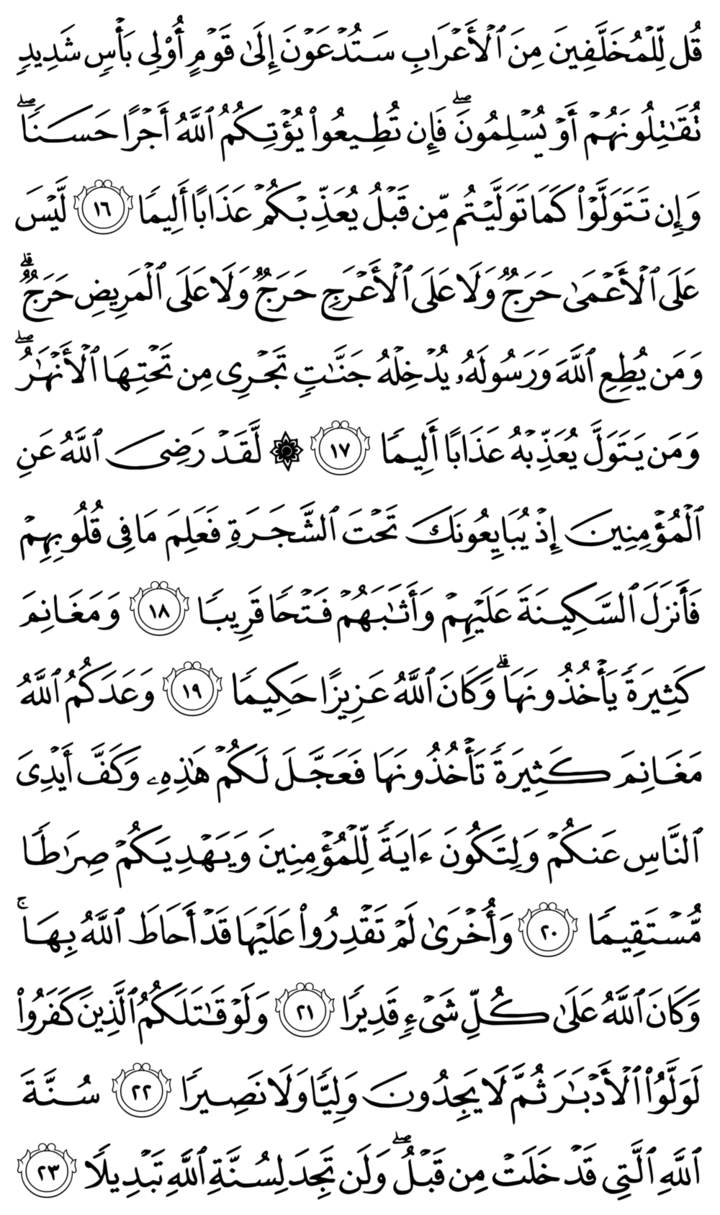 قُل لِّلْمُخَلَّفِينَ مِنَ ٱلْأَعْرَابِ سَتُدْعَوْنَ إِلَىٰ قَوْمٍ أُو۟لِى بَأْسٍ شَدِيدٍ
تُقَـٰتِلُونَهُمْ أَوْ يُسْلِمُونَ ۖ فَإِن تُطِيعُوا۟ يُؤْتِكُمُ ٱللَّهُ أَجْرًا حَسَنًا ۖ
وَإِن تَتَوَلَّوْا۟ كَمَا تَوَلَّيْتُم مِّن قَبْلُ يُعَذِّبْكُمْ عَذَابًا أَلِيمًا ١٦ لَّيْسَ
عَلَى ٱلْأَعْمَىٰ حَرَجٌ وَلَا عَلَى ٱلْأَعْرَجِ حَرَجٌ وَلَا عَلَى ٱلْمَرِيضِ حَرَجٌ ۗ
وَمَن يُطِعِ ٱللَّهَ وَرَسُولَهُۥ يُدْخِلْهُ جَنَّـٰتٍ تَجْرِى مِن تَحْتِهَا ٱلْأَنْهَـٰرُ ۖ
وَمَن يَتَوَلَّ يُعَذِّبْهُ عَذَابًا أَلِيمًا ١٧ ۞ لَّقَدْ رَضِىَ ٱللَّهُ عَنِ
ٱلْمُؤْمِنِينَ إِذْ يُبَايِعُونَكَ تَحْتَ ٱلشَّجَرَةِ فَعَلِمَ مَا فِى قُلُوبِهِمْ
فَأَنزَلَ ٱلسَّكِينَةَ عَلَيْهِمْ وَأَثَـٰبَهُمْ فَتْحًا قَرِيبًا ١٨ وَمَغَانِمَ
كَثِيرَةً يَأْخُذُونَهَا ۗ وَكَانَ ٱللَّهُ عَزِيزًا حَكِيمًا ١٩ وَعَدَكُمُ ٱللَّهُ
مَغَانِمَ كَثِيرَةً تَأْخُذُونَهَا فَعَجَّلَ لَكُمْ هَـٰذِهِۦ وَكَفَّ أَيْدِىَ
ٱلنَّاسِ عَنكُمْ وَلِتَكُونَ ءَايَةً لِّلْمُؤْمِنِينَ وَيَهْدِيَكُمْ صِرَٰطًا
مُّسْتَقِيمًا ٢٠ وَأُخْرَىٰ لَمْ تَقْدِرُوا۟ عَلَيْهَا قَدْ أَحَاطَ ٱللَّهُ بِهَا ۚ
وَكَانَ ٱللَّهُ عَلَىٰ كُلِّ شَىْءٍ قَدِيرًا ٢١ وَلَوْ قَـٰتَلَكُمُ ٱلَّذِينَ كَفَرُوا۟
لَوَلَّوُا۟ ٱلْأَدْبَـٰرَ ثُمَّ لَا يَجِدُونَ وَلِيًّا وَلَا نَصِيرًا ٢٢ سُنَّةَ
ٱللَّهِ ٱلَّتِى قَدْ خَلَتْ مِن قَبْلُ ۖ وَلَن تَجِدَ لِسُنَّةِ ٱللَّهِ تَبْدِيلًا ٢٣